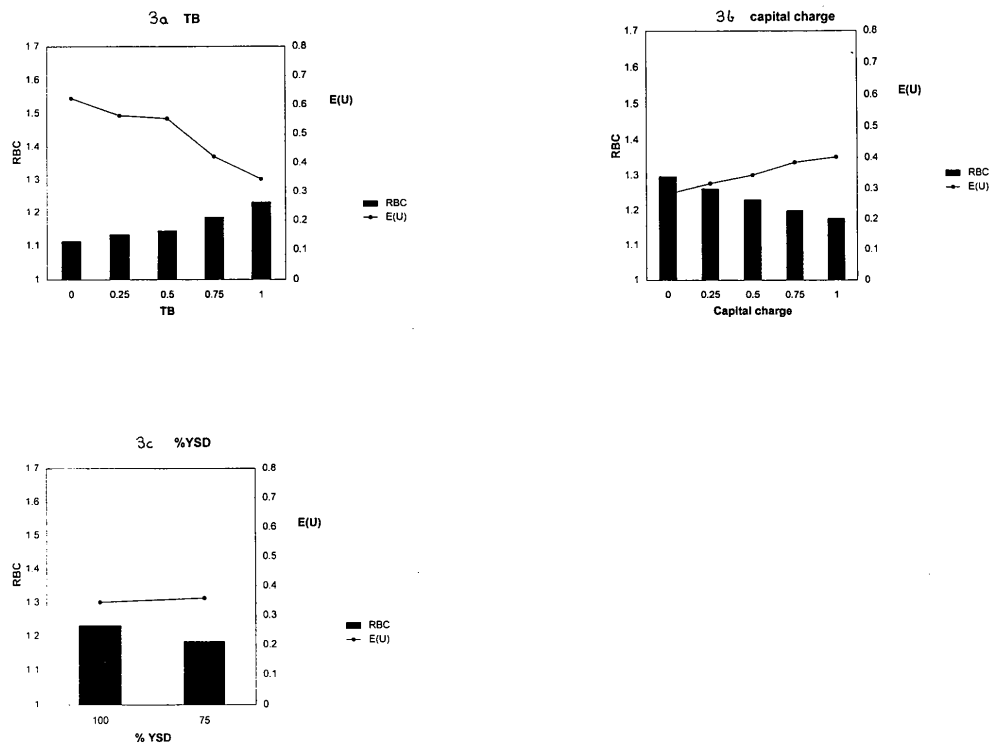 3a TB
1.7
1.6
1.5
1.4
1.3
1.2
1.1
1
RBC
0.8
0.7
0.6
0.5
0.4
0.3
0.2
0.1
0
E(U)
RBC
E(U)
0 0.25 0.5 0.75 1
TB
3b capital charge
1.7
1.6
1.5
1.4
1.3
1.2
1.1
1
RBC
0.8
0.7
0.6
0.5
0.4
0.3
0.2
0.1
0
E(U)
RBC
E(U)
0 0.25 0.5 0.75 1
Capital charge
3c %YSD
1.7
1.6
1.5
1.4
1.3
1.2
1 1
1
RBC
0.8
0.7
0.6
0.5
0.4
0.3
0.2
0.1
0
E(U)
RBC
E(U)
100 75
% YSD